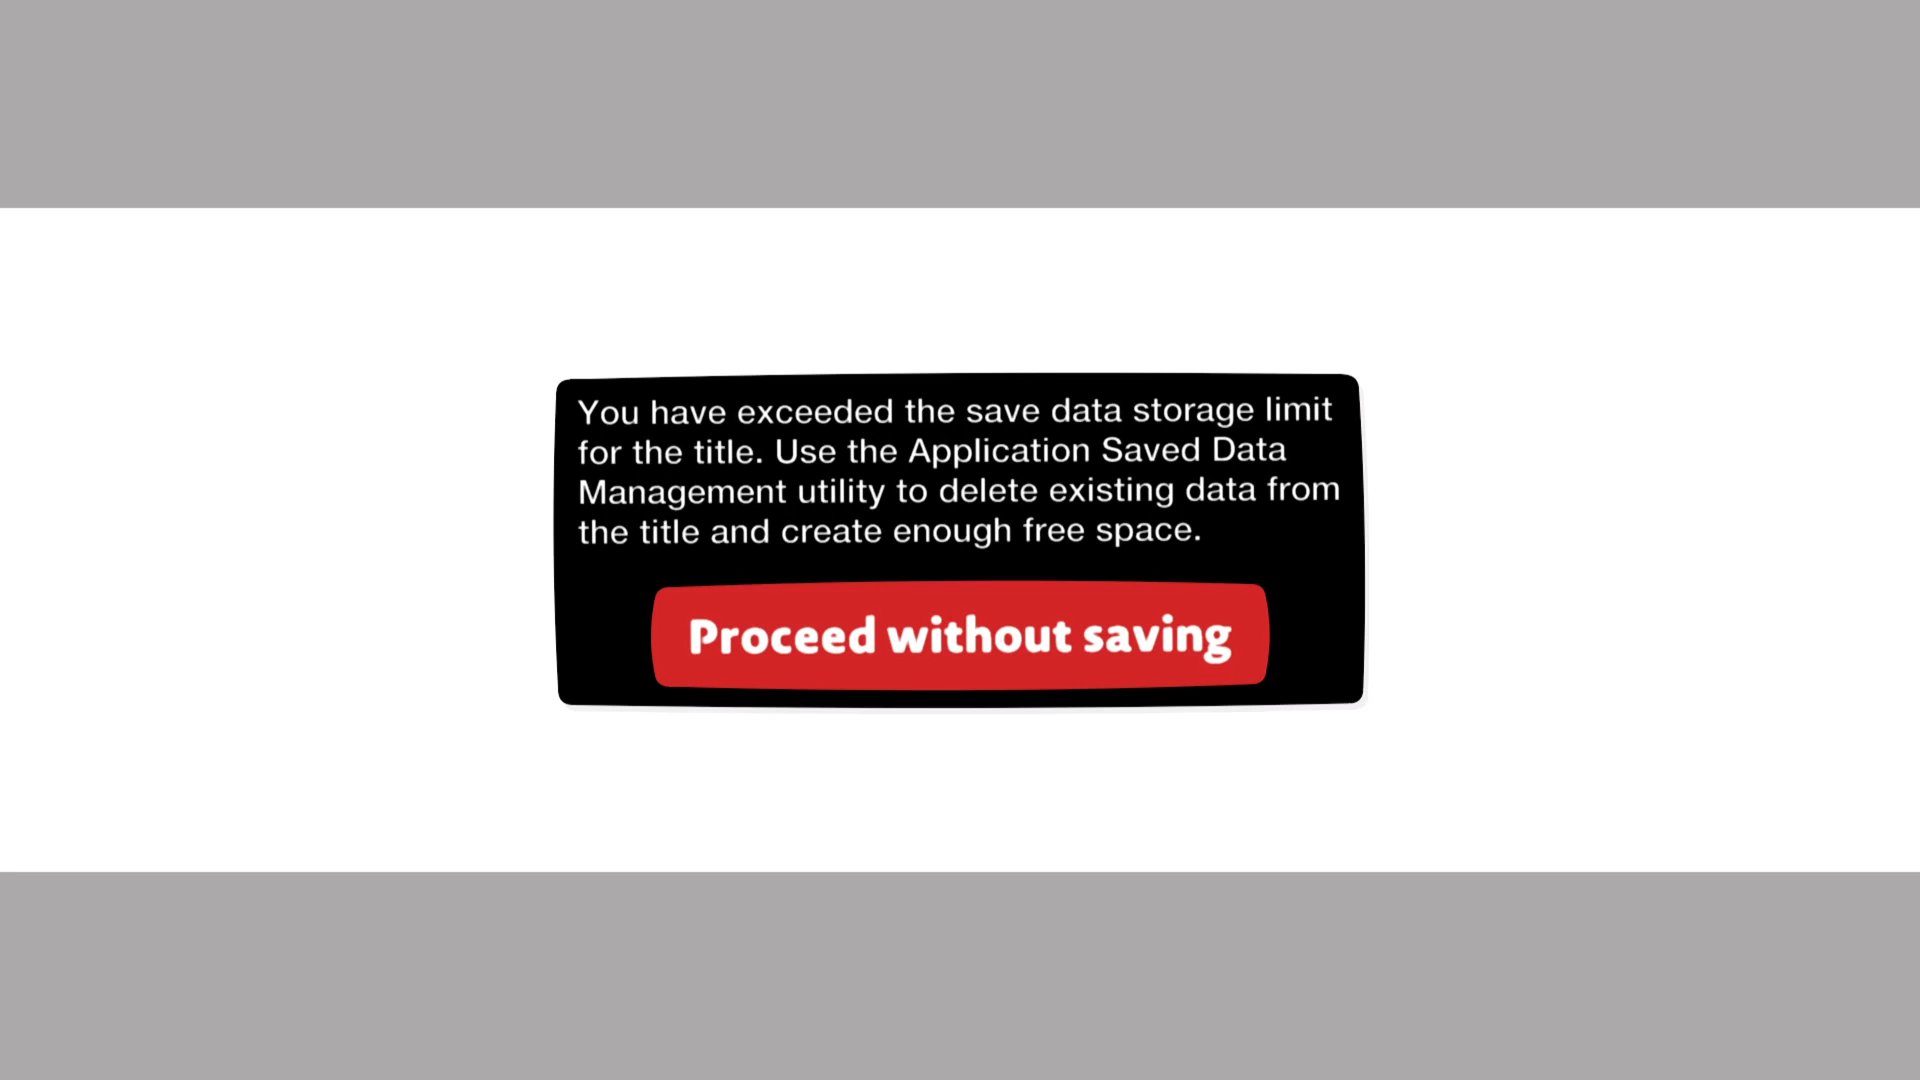 You have exceeded the save data storage limit
for the title. Use the Application Saved Data
Management utility to delete existing data from
the title and create enough free space.
Proceed without saving